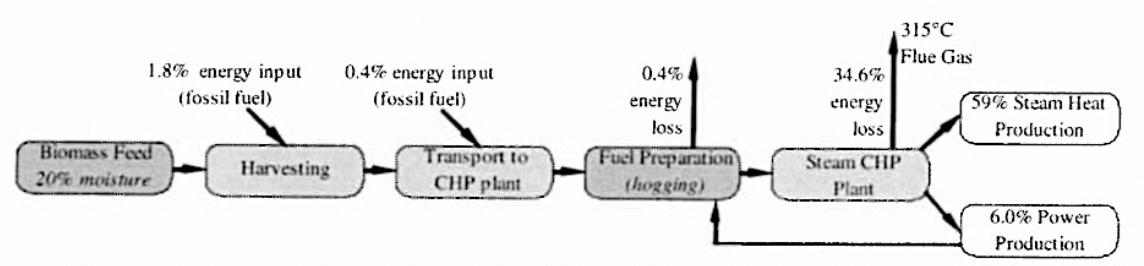 1.8% energy input
(fossil fuel)
0.4% energy input
(fossil fuel)
0.4%
energy
loss
34.6%
energy
loss
315°C
Flue Gas
Biomass Feed
20% moisture
Harvesting
Transport to
CHP plant
Fuel Preparation
(hogging)
Steam CHP
Plant
59% Steam Heat
Production
6.0% Power
Production